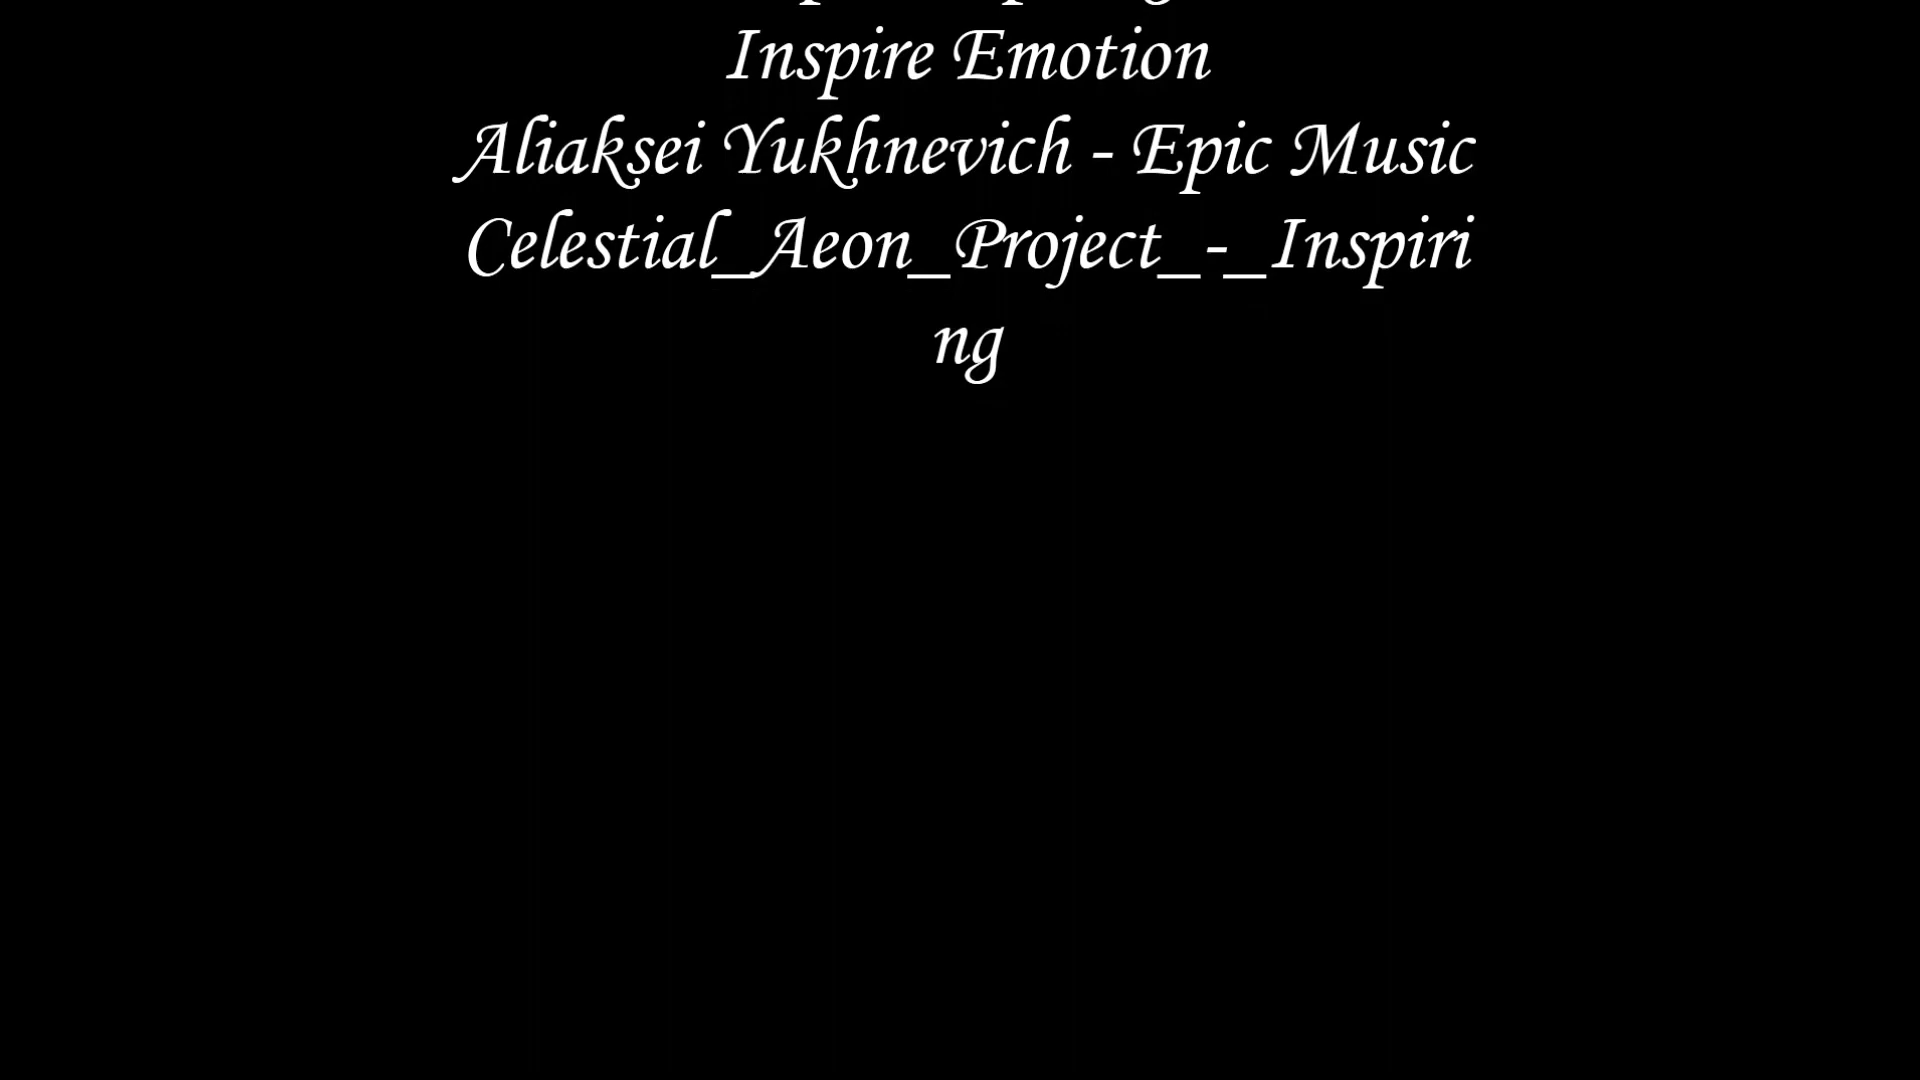 Inspire Emotion
Aliaksei Yukhnevich - Epic Music
Celestial_Aeon_Project_-_Inspiri
ng